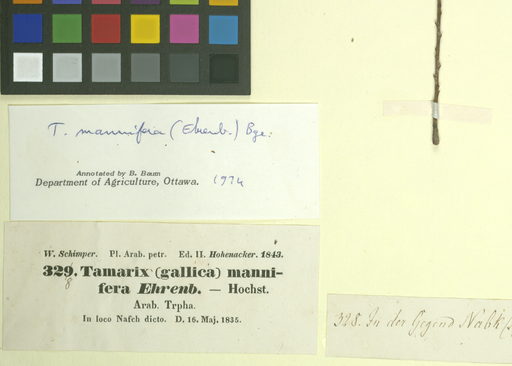 T. mannifera (Ehrenb.) Bge:
Annotated by B. Baum
Department of Agriculture, Ottawa. 1974
W. Schimper. Pl. Arab. petr. Ed. II. Hohenacker. 1843.
329. Tamarix (gallica) manni-
8
fera Ehrenb. — Hochst.
Arab. Trpha.
In loco Nafch dicto. D. 16. Maj. 1835.
328. In der Gegend Nabk